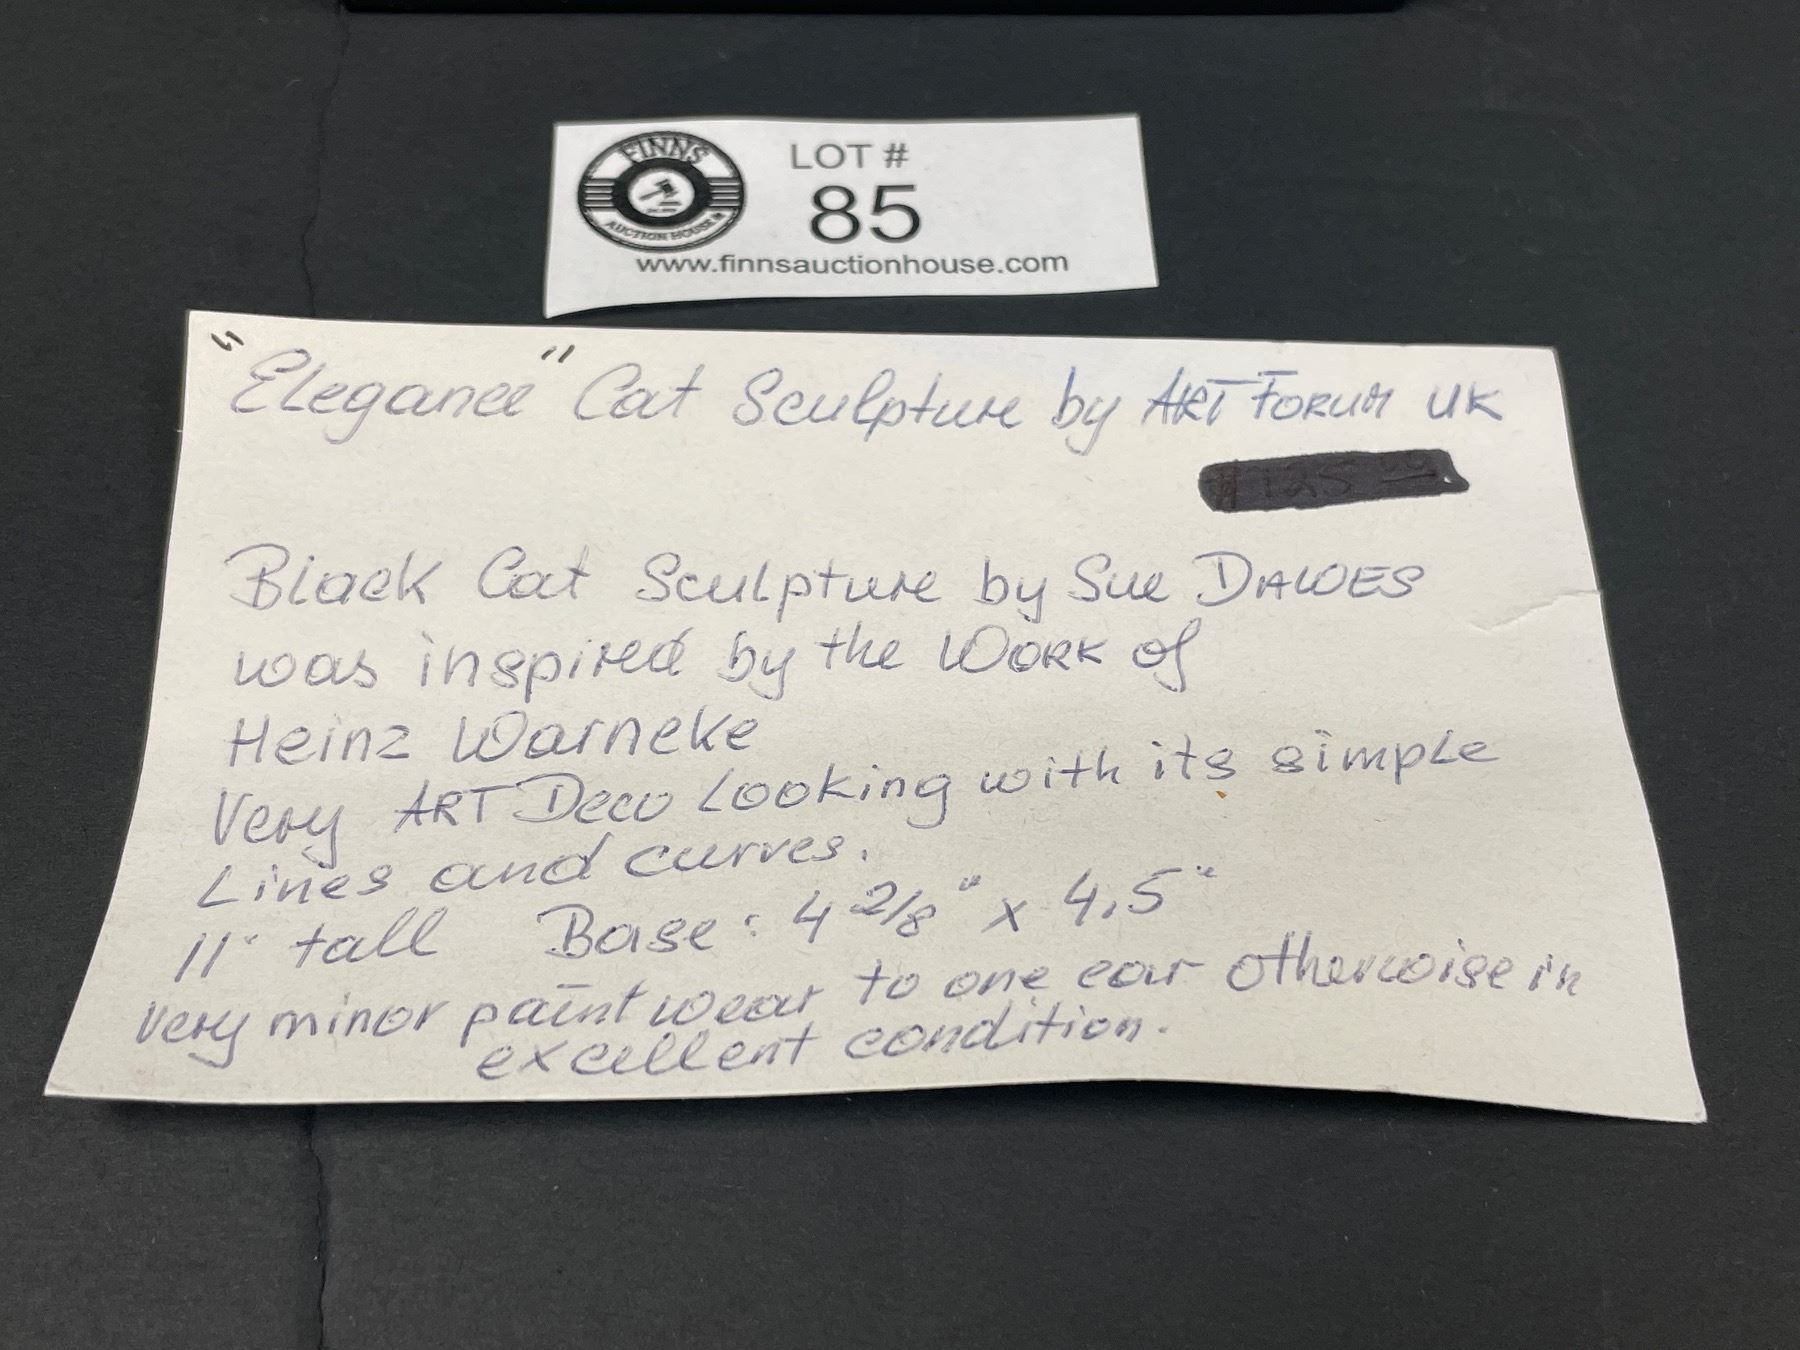 FINNS
AUCTION HOUSE
LOT #
85
www.finnsauctionhouse.com
"Elegance" Cat Sculpture by ART FORUM UK
$125
Black Cat Sculpture by Sue DAWES
was inspired by the WORK of
Heinz Warneke
Very ART Deco Looking with its simple
Lines and curves.
11" tall Base: 4 2/8" x 4,5"
very minor paint wear to one ear otherwise in
excellent condition.